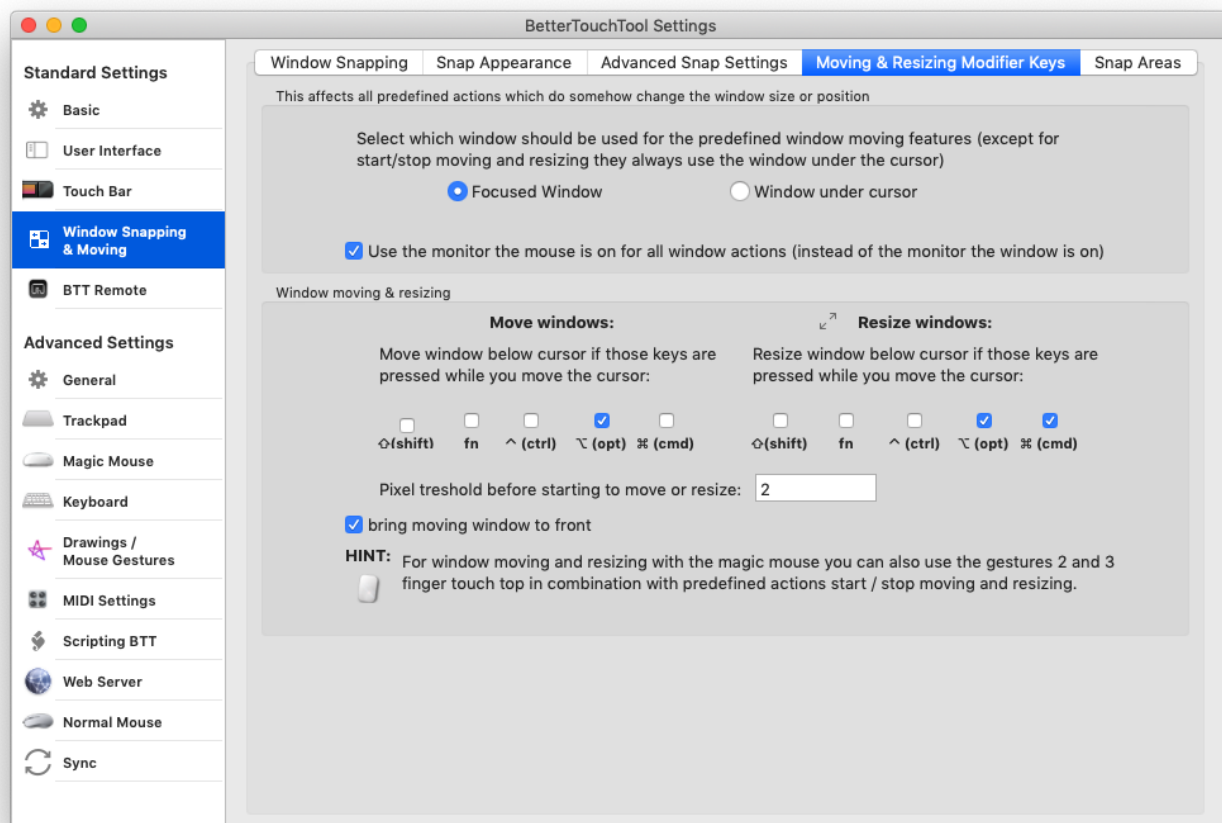 BetterTouchTool Settings
Standard Settings
Basic
User Interface
Touch Bar
Window Snapping
& Moving
BTT Remote
Advanced Settings
General
Trackpad
Magic Mouse
Keyboard
Drawings /
Mouse Gestures
MIDI Settings
Scripting BTT
Web Server
Normal Mouse
Sync
Window Snapping
Snap Appearance
Advanced Snap Settings
Moving & Resizing Modifier Keys
Snap Areas
This affects all predefined actions which do somehow change the window size or position
Select which window should be used for the predefined window moving features (except for
start/stop moving and resizing they always use the window under the cursor)
Focused Window
Window under cursor
Use the monitor the mouse is on for all window actions (instead of the monitor the window is on)
Window moving & resizing
Move windows:
Move window below cursor if those keys are
pressed while you move the cursor:
⇧(shift) fn ^ (ctrl) ⌥ (opt) ⌘ (cmd)
Resize windows:
Resize window below cursor if those keys are
pressed while you move the cursor:
⇧(shift) fn ^ (ctrl) ⌥ (opt) ⌘ (cmd)
Pixel treshold before starting to move or resize: 2
bring moving window to front
HINT: For window moving and resizing with the magic mouse you can also use the gestures 2 and 3
finger touch top in combination with predefined actions start / stop moving and resizing.